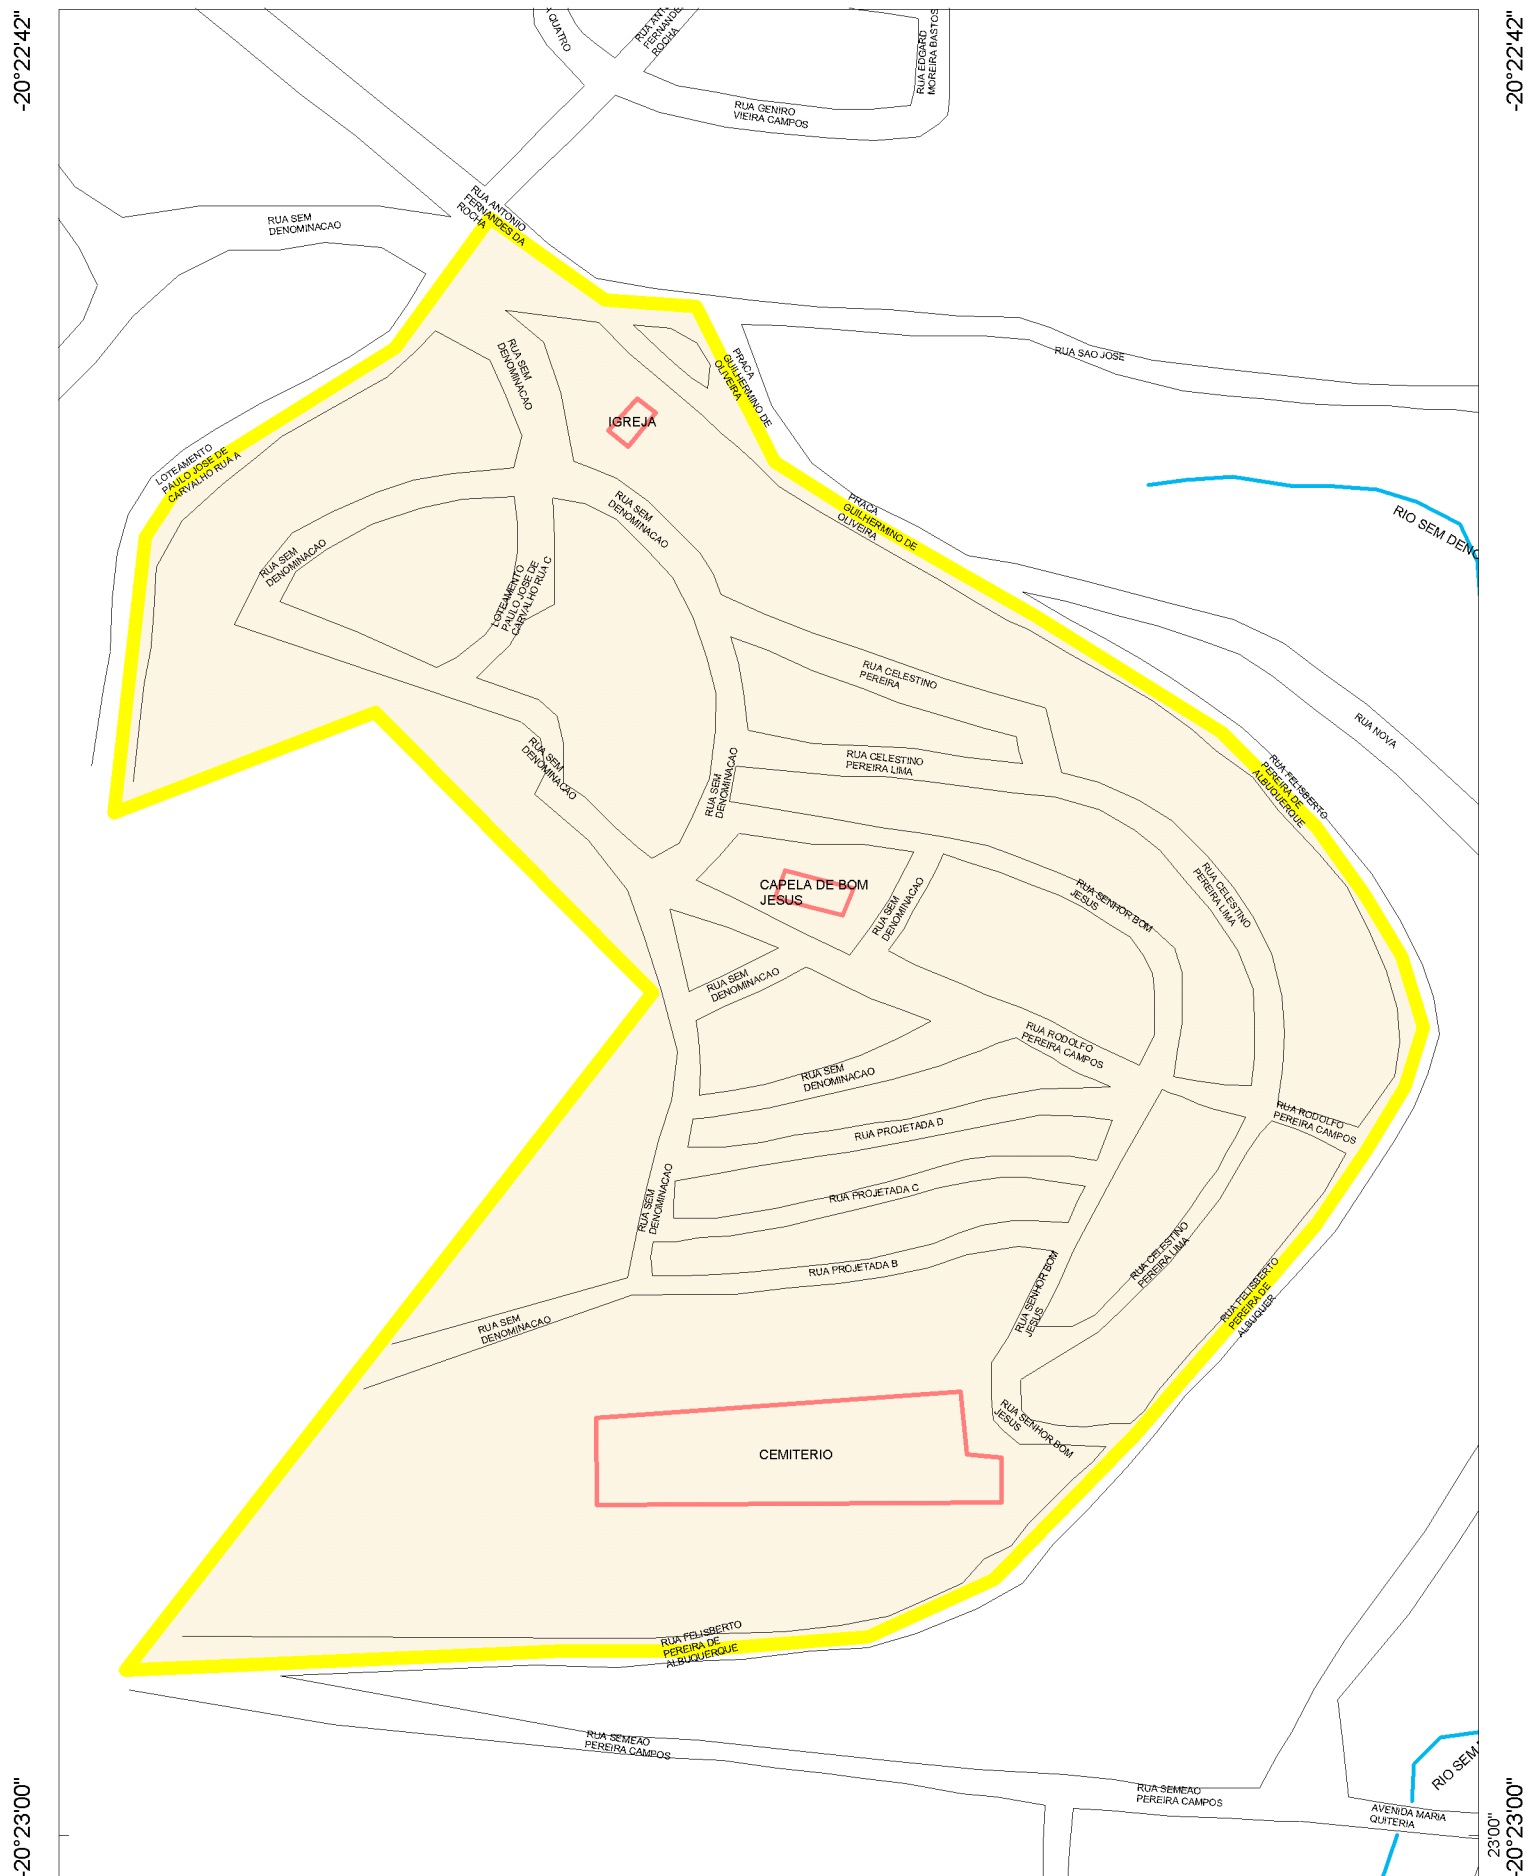 -20°22'42"
-20°22'42"
A QUATRO
RUA ANT
FERNANDE
ROCHA
RUA EDGARD
MOREIRA BASTOS
RUA GENIRO
VIEIRA CAMPOS
RUA SEM
DENOMINACAO
RUA ANTONIO
FERNANDES DA
ROCHA
RUA SAO JOSE
PRACA
GUILHERMINO DE
OLIVEIRA
RUA SEM
DENOMINACAO
IGREJA
LOTEAMENTO
PAULO JOSE DE
CARVALHO RUA A
RUA SEM
DENOMINACAO
PRACA
GUILHERMINO DE
OLIVEIRA
RIO SEM DENO
RUA SEM
DENOMINACAO
LOTEAMENTO
PAULO JOSE DE
CARVALHO RUA C
RUA CELESTINO
PEREIRA
RUA NOVA
RUA SEM
DENOMINACAO
RUA CELESTINO
PEREIRA LIMA
RUA SEM
DENOMINACAO
RUA FELISBERTO
PEREIRA DE
ALBUQUERQUE
CAPELA DE BOM
JESUS
RUA SEM
DENOMINACAO
RUA SENHOR BOM
JESUS
RUA CELESTINO
PEREIRA LIMA
RUA SEM
DENOMINACAO
RUA RODOLFO
PEREIRA CAMPOS
RUA SEM
DENOMINACAO
RUA RODOLFO
PEREIRA CAMPOS
RUA PROJETADA D
RUA SEM
DENOMINACAO
RUA PROJETADA C
RUA PROJETADA B
RUA SENHOR BOM
JESUS
RUA CELESTINO
PEREIRA LIMA
RUA FELISBERTO
PEREIRA DE
ALBUQUER
RUA SEM
DENOMINACAO
RUA SENHOR BOM
JESUS
CEMITERIO
RUA FELISBERTO
PEREIRA DE
ALBUQUERQUE
RUA SEMEAO
PEREIRA CAMPOS
RUA SEMEAO
PEREIRA CAMPOS
RIO SEM
AVENIDA MARIA
QUITERIA
-20°23'00"
23'00"
-20°23'00"